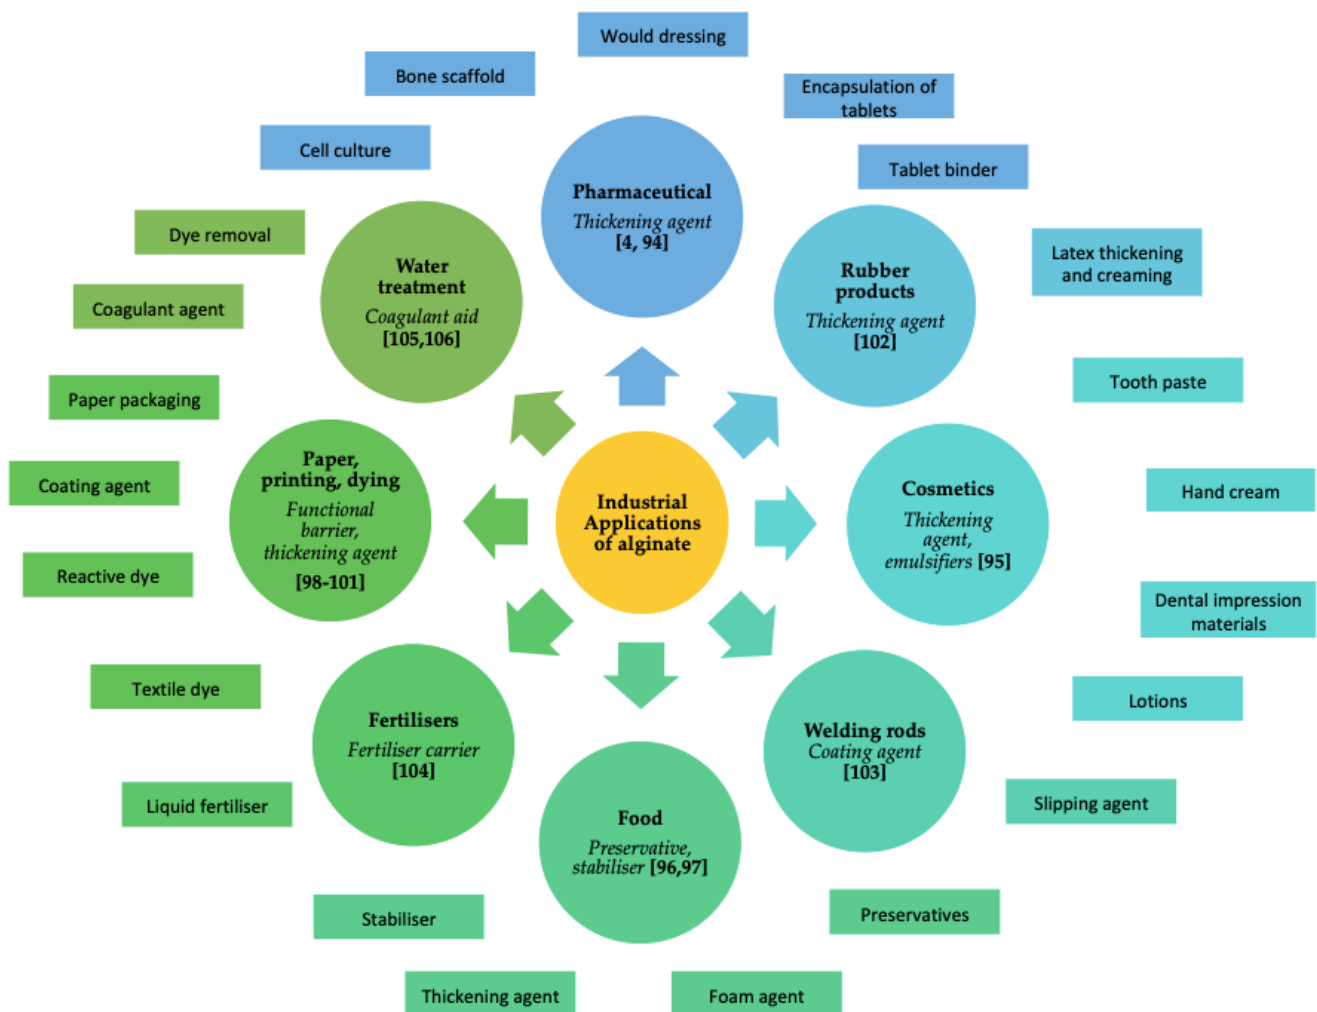 Would dressing
Bone scaffold
Encapsulation of
tablets
Cell culture
Tablet binder
Pharmaceutical
Thickening agent
[4, 94]
Dye removal
Water
treatment
Coagulant aid
[105,106]
Rubber
products
Thickening agent
[102]
Latex thickening
and creaming
Coagulant agent
Paper packaging
Tooth paste
Coating agent
Paper,
printing, dying
Functional
barrier,
thickening agent
[98-101]
Industrial
Applications
of alginate
Cosmetics
Thickening
agent,
emulsifiers [95]
Hand cream
Reactive dye
Dental impression
materials
Textile dye
Lotions
Fertilisers
Fertiliser carrier
[104]
Welding rods
Coating agent
[103]
Liquid fertiliser
Slipping agent
Food
Preservative,
stabiliser [96,97]
Stabiliser
Preservatives
Thickening agent
Foam agent